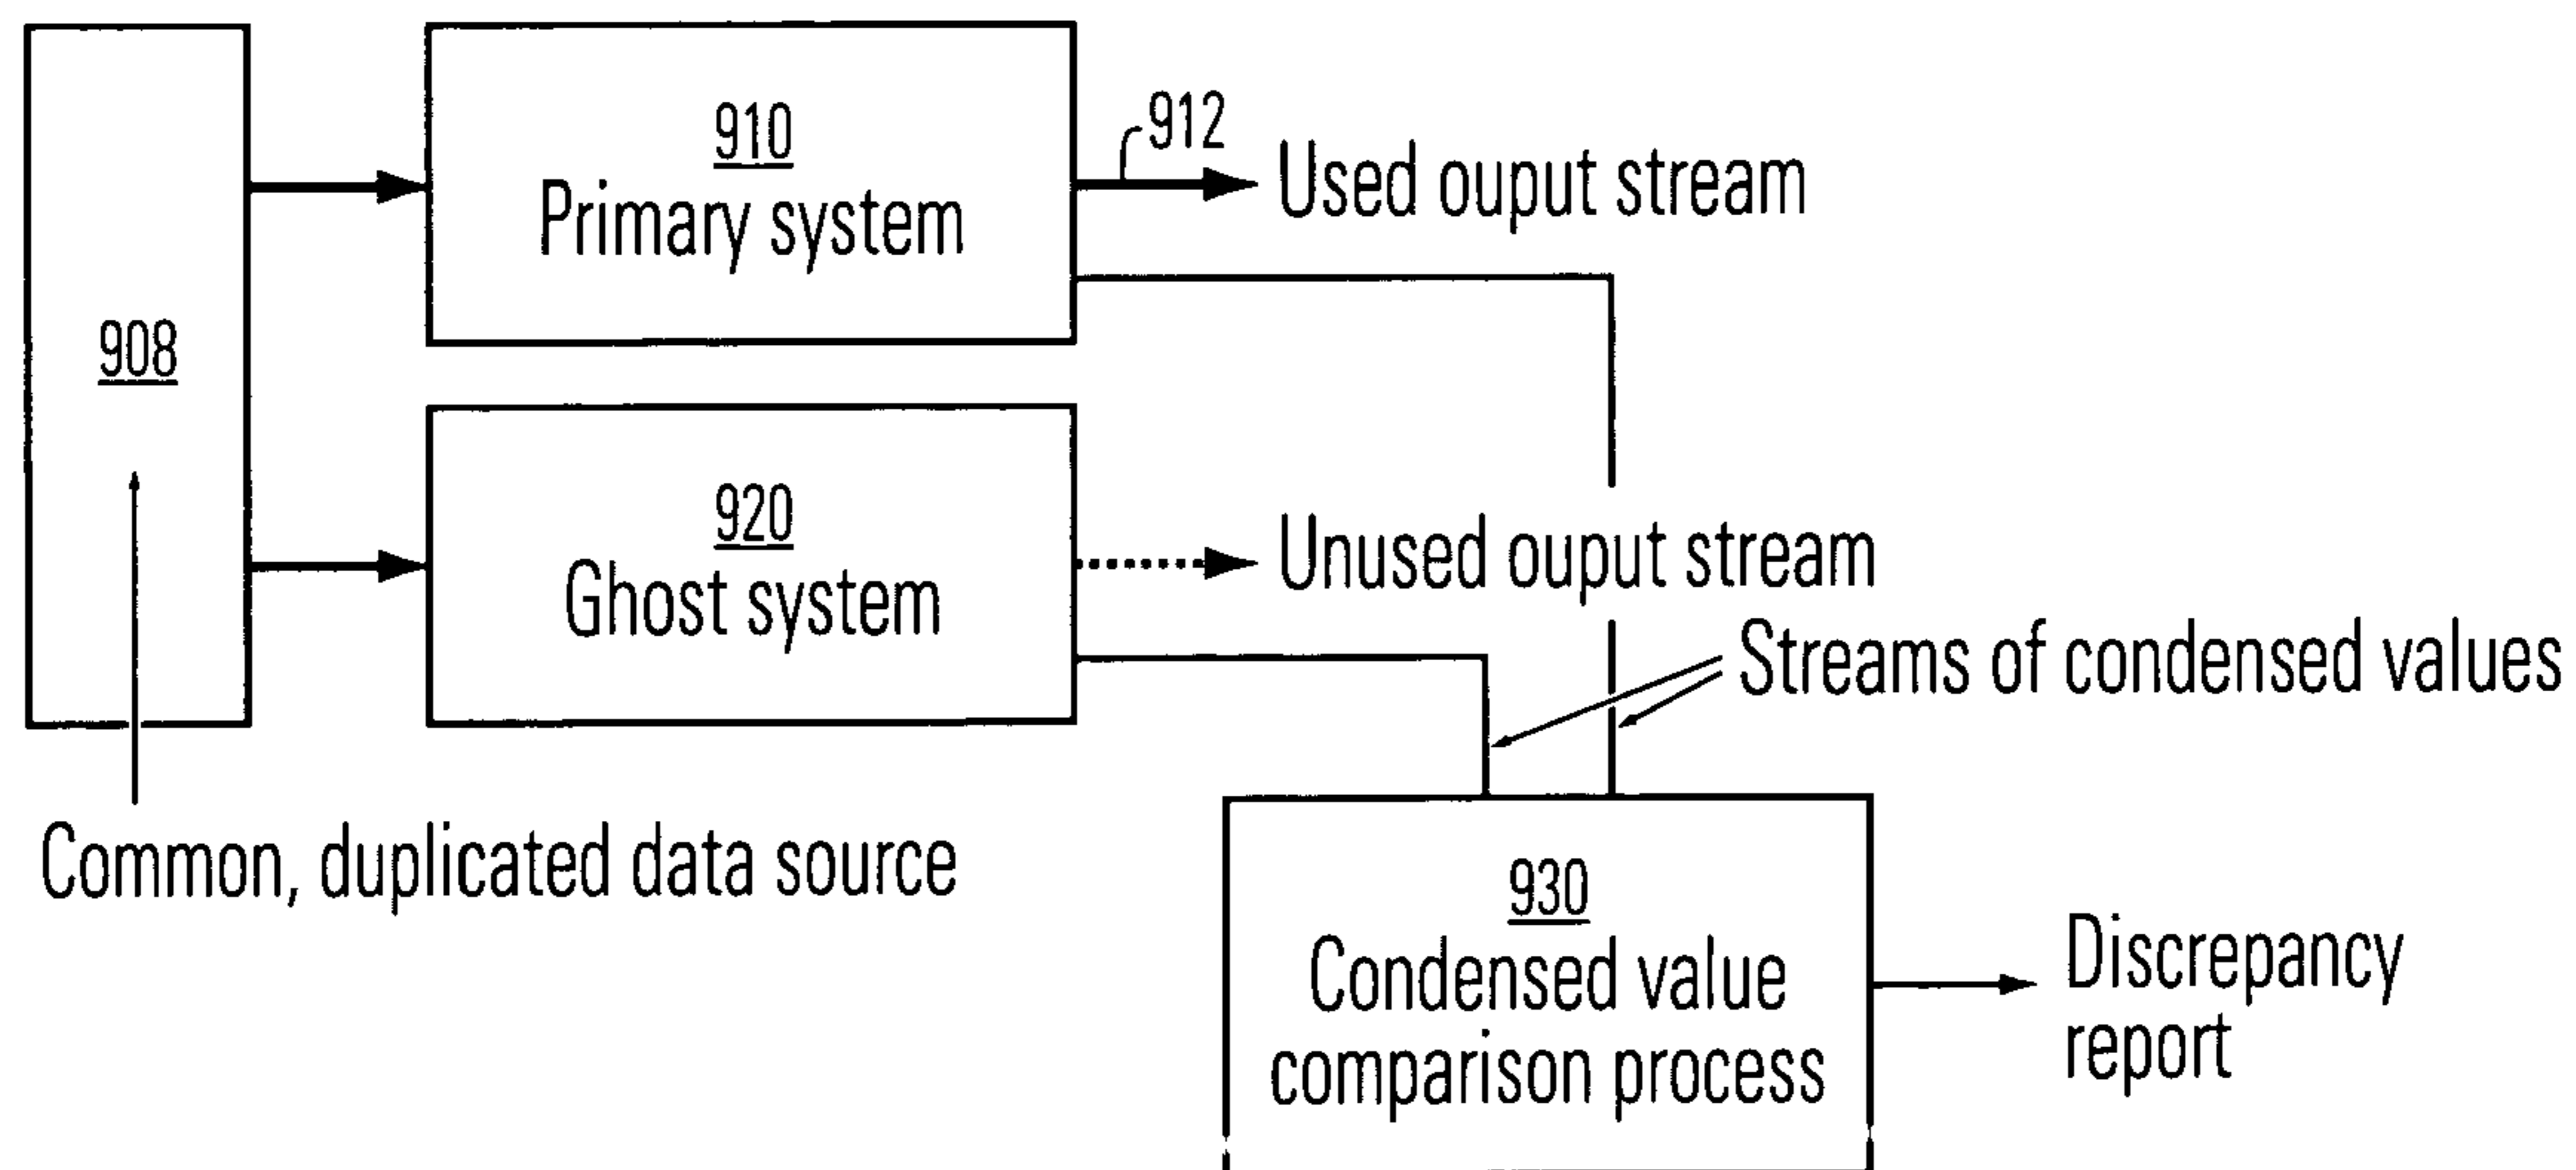 910
Primary system
912
Used ouput stream
908
920
Ghost system
Unused ouput stream
Streams of condensed values
Common, duplicated data source
930
Condensed value
comparison process
Discrepancy
report